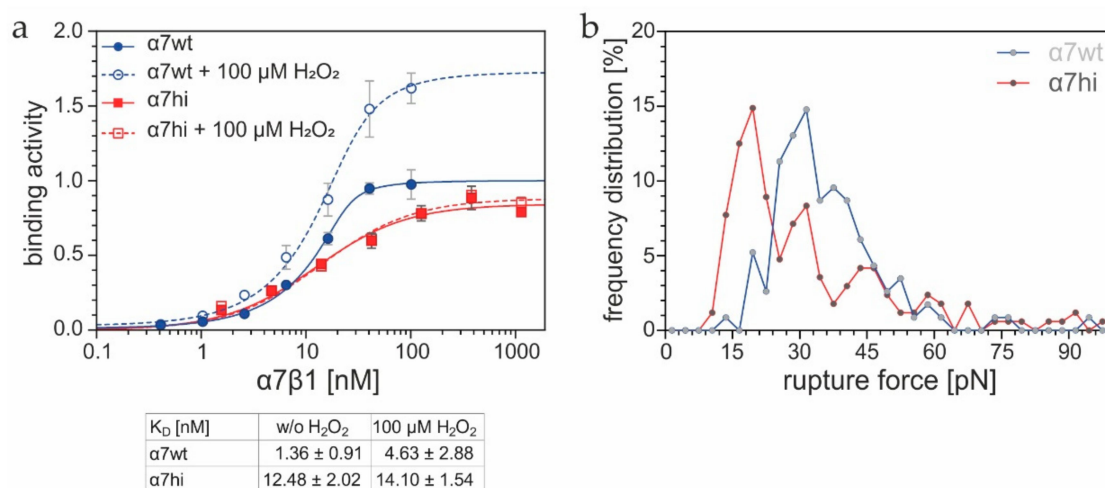 a
2.0
1.5
1.0
0.5
0.0
binding activity
α7wt
α7wt + 100 µM H₂O₂
α7hi
α7hi + 100 µM H₂O₂
0.1 1 10 100 1000
α7β1 [nM]
K_D [nM] w/o H₂O₂ 100 µM H₂O₂
α7wt 1.36 ± 0.91 4.63 ± 2.88
α7hi 12.48 ± 2.02 14.10 ± 1.54
b
20
15
10
5
0
frequency distribution [%]
α7wt
α7hi
0 15 30 45 60 75 90
rupture force [pN]